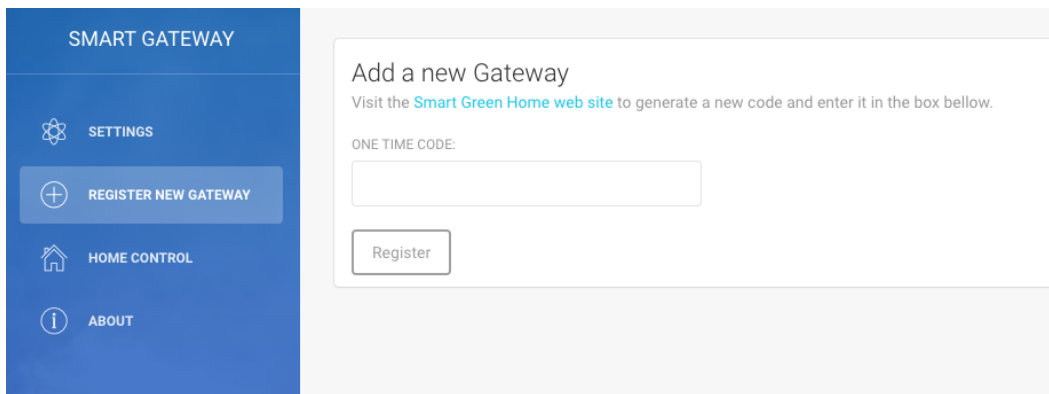 SMART GATEWAY
SETTINGS
REGISTER NEW GATEWAY
HOME CONTROL
ABOUT
Add a new Gateway
Visit the Smart Green Home web site to generate a new code and enter it in the box bellow.
ONE TIME CODE:
Register